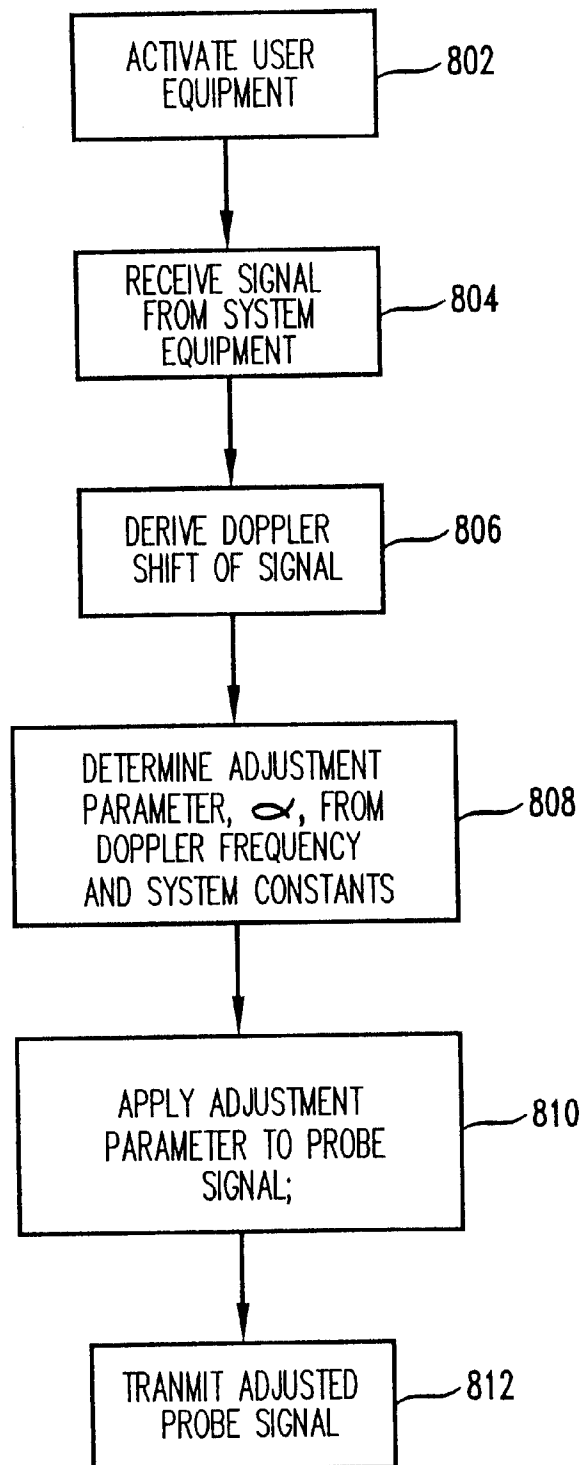 ACTIVATE USER
EQUIPMENT
802
RECEIVE SIGNAL
FROM SYSTEM
EQUIPMENT
804
DERIVE DOPPLER
SHIFT OF SIGNAL
806
DETERMINE ADJUSTMENT
PARAMETER, α, FROM
DOPPLER FREQUENCY
AND SYSTEM CONSTANTS
808
APPLY ADJUSTMENT
PARAMETER TO PROBE
SIGNAL;
810
TRANMIT ADJUSTED
PROBE SIGNAL
812